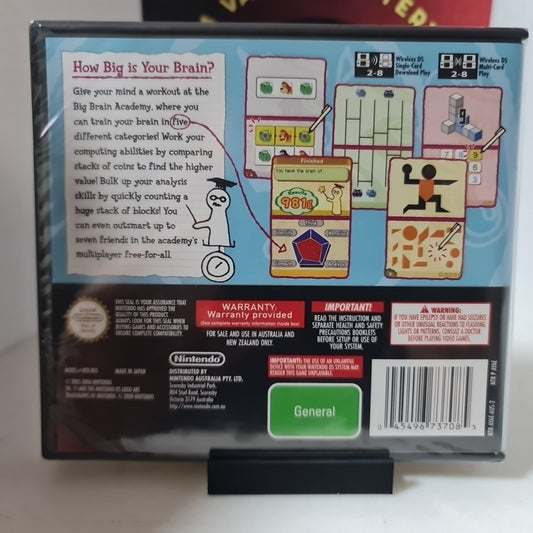 How Big is Your Brain?
Give your mind a workout at the
Big Brain Academy, where you
can train your brain in five
different categories! Work your
computing abilities by comparing
stacks of coins to find the higher
value! Bulk up your analysis
skills by quickly counting a
huge stack of blocks! You
can even outsmart up to
seven friends in the academy's
multiplayer free-for-all.
2-8
Wireless DS
Single-Card
Download Play
2-8
Wireless DS
Multi-Card
Play
Finished
You have the brain of...
Results
981g
7 8 9
6
3
THIS SEAL IS YOUR ASSURANCE THAT
NINTENDO HAS APPROVED THE
QUALITY OF THIS PRODUCT.
ALWAYS LOOK FOR THIS SEAL WHEN
BUYING GAMES AND ACCESSORIES TO
ENSURE COMPLETE COMPATIBILITY.
MADE IN JAPAN
WARRANTY:
Warranty provided
(See complete warranty information inside box)
FOR SALE AND USE IN AUSTRALIA AND
NEW ZEALAND ONLY.
IMPORTANT!
READ THE INSTRUCTION AND
SEPARATE HEALTH AND SAFETY
PRECAUTIONS BOOKLETS
BEFORE SETUP OR USE OF
YOUR SYSTEM.
WARNING:
IF YOU HAVE EPILEPSY OR HAVE HAD SEIZURES
OR OTHER UNUSUAL REACTIONS TO FLASHING
LIGHTS OR PATTERNS, CONSULT A DOCTOR
BEFORE PLAYING VIDEO GAMES.
Nintendo
DISTRIBUTED BY
NINTENDO AUSTRALIA PTY. LTD.
Scoresby Industrial Park,
804 Stud Road, Scoresby
Victoria 3179 Australia
www.nintendo.com.au
IMPORTANT: THE USE OF AN UNLAWFUL
DEVICE WITH YOUR NINTENDO DS SYSTEM MAY
RENDER THIS GAME UNPLAYABLE.
General
0 45496 73708 5